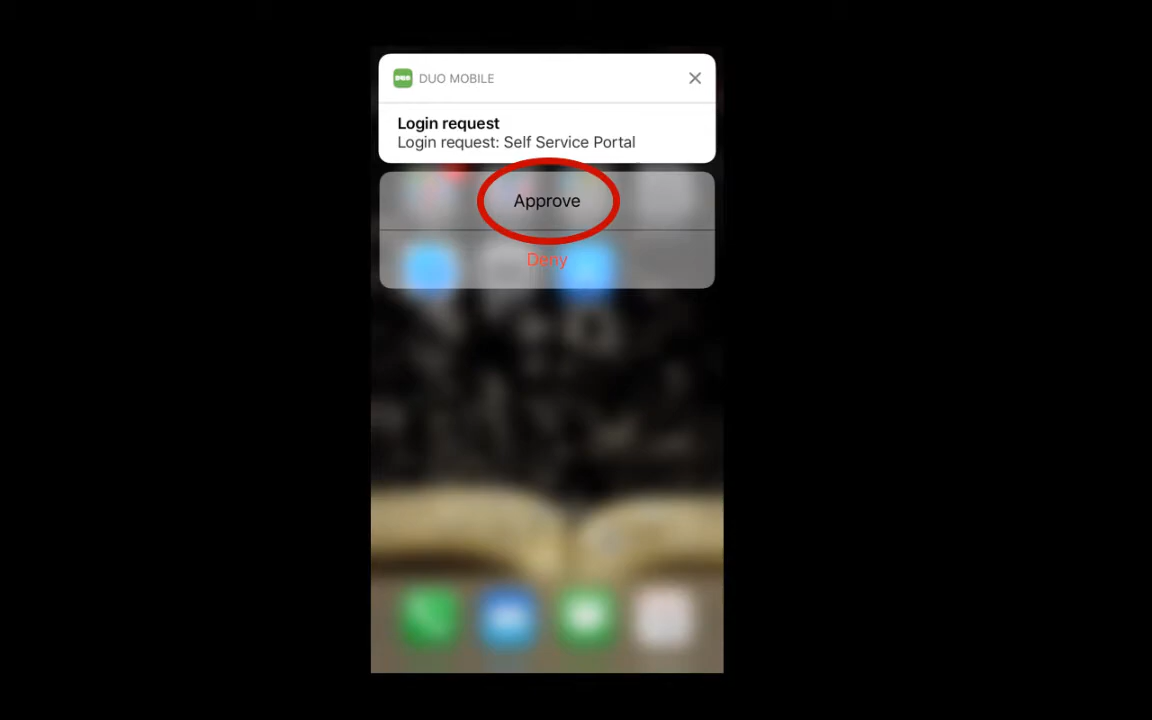 DUO MOBILE
Login request
Login request: Self Service Portal
Approve
Deny